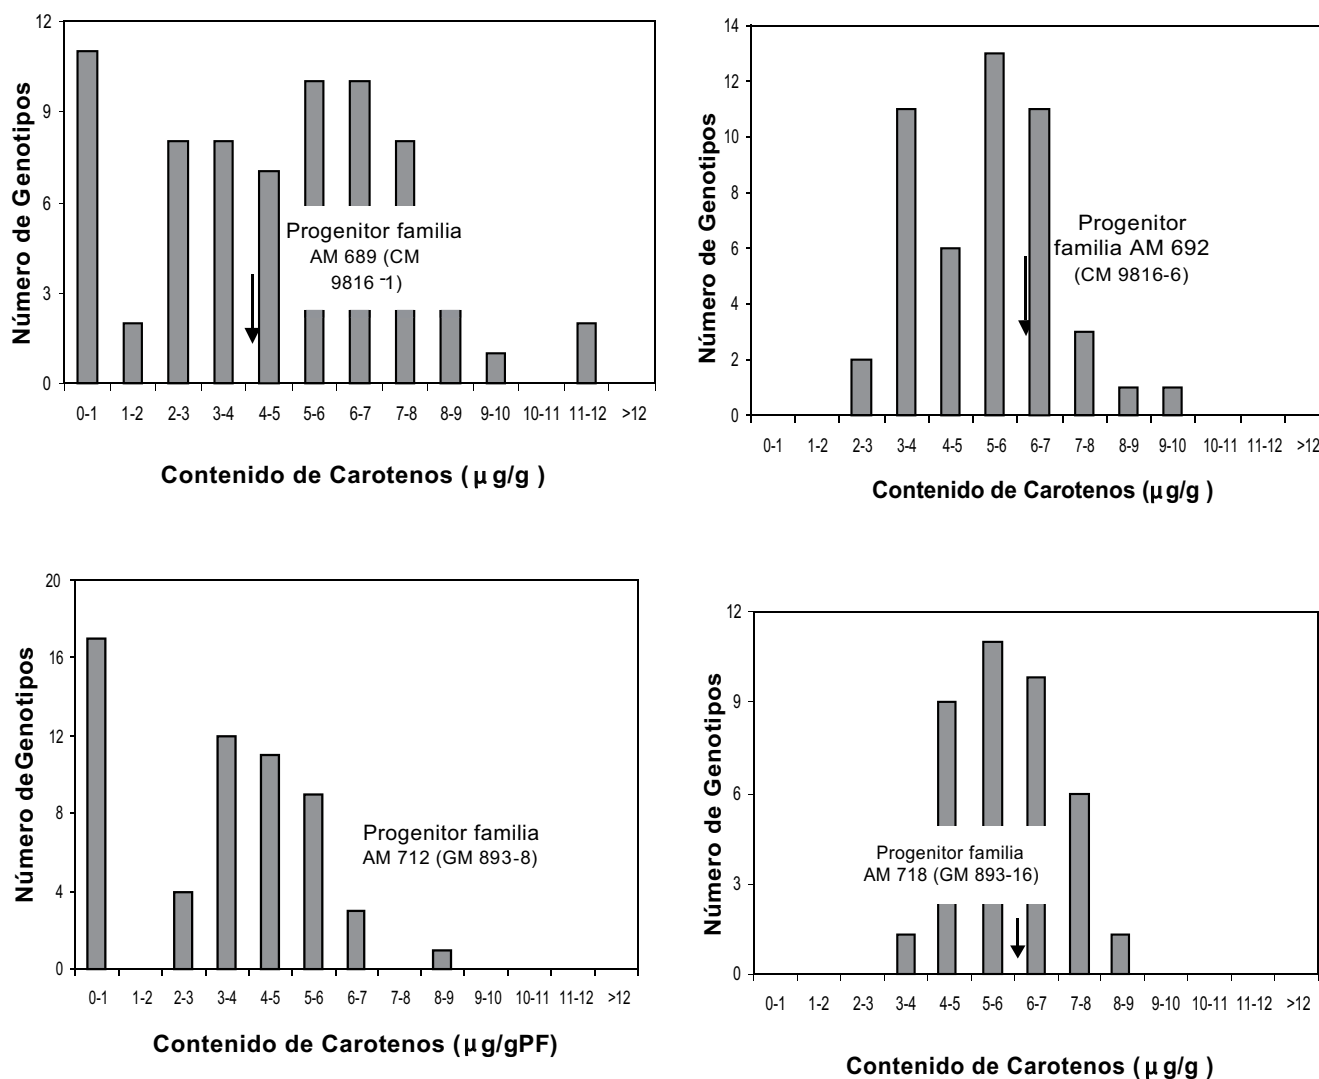 12
9
6
3
0
Número de Genotipos
Progenitor familia
AM 689 (CM
9816 -1)
0-1 1-2 2-3 3-4 4-5 5-6 6-7 7-8 8-9 9-10 10-11 11-12 >12
Contenido de Carotenos ( μ g/g )
14
12
10
8
6
4
2
0
Número de Genotipos
Progenitor
familia AM 692
(CM 9816-6)
0-1 1-2 2-3 3-4 4-5 5-6 6-7 7-8 8-9 9-10 10-11 11-12 >12
Contenido de Carotenos (μ g/g )
20
16
12
8
4
0
Número de Genotipos
Progenitor familia
AM 712 (GM 893-8)
0-1 1-2 2-3 3-4 4-5 5-6 6-7 7-8 8-9 9-10 10-11 11-12 >12
Contenido de Carotenos (μ g/gPF)
12
9
6
3
0
Número de Genotipos
Progenitor familia
AM 718 (GM 893-16)
0-1 1-2 2-3 3-4 4-5 5-6 6-7 7-8 8-9 9-10 10-11 11-12 >12
Contenido de Carotenos (μ g/g )